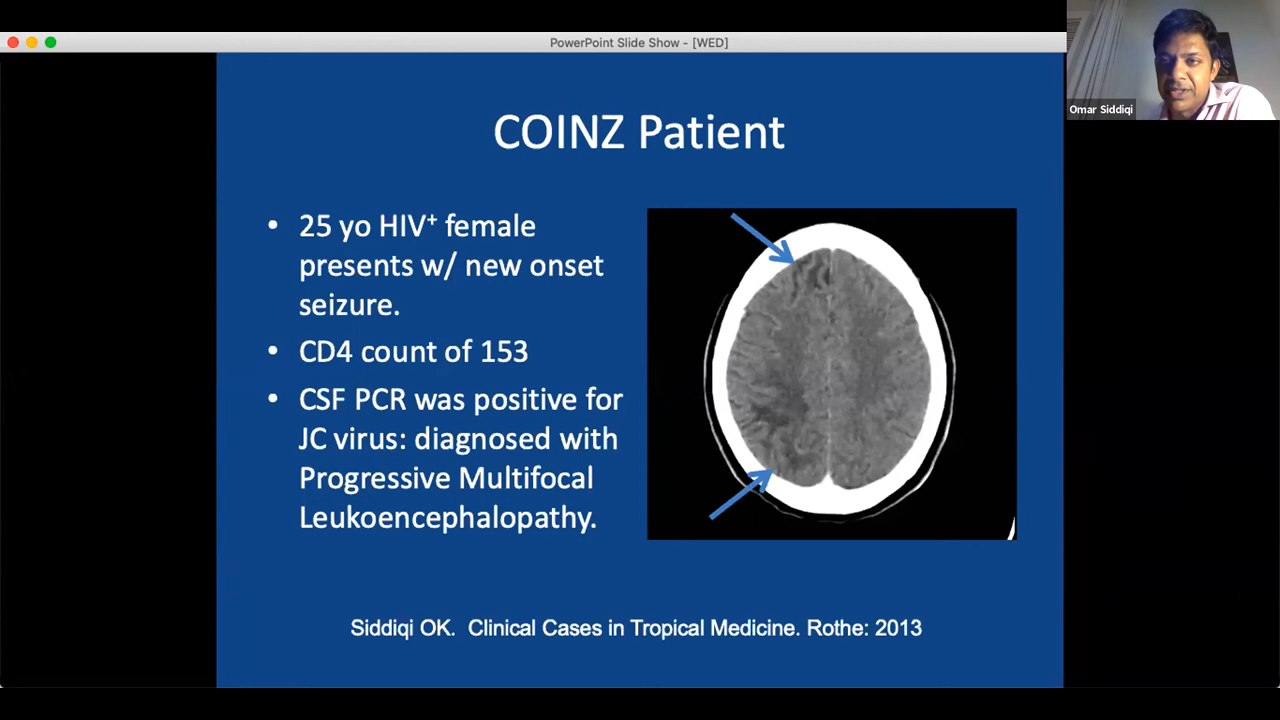 PowerPoint Slide Show - [WED]
Omar Siddiqi
COINZ Patient
• 25 yo HIV⁺ female
presents w/ new onset
seizure.
• CD4 count of 153
• CSF PCR was positive for
JC virus: diagnosed with
Progressive Multifocal
Leukoencephalopathy.
Siddiqi OK.  Clinical Cases in Tropical Medicine. Rothe: 2013